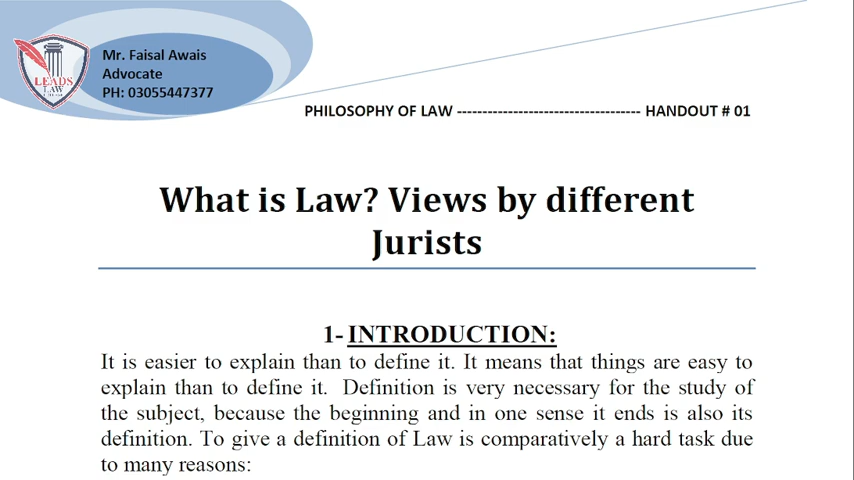 Mr. Faisal Awais
Advocate
PH: 03055447377
LEADS
LAW
PHILOSOPHY OF LAW ------------------------------------ HANDOUT # 01
What is Law? Views by different
Jurists
1- INTRODUCTION:
It is easier to explain than to define it. It means that things are easy to
explain than to define it. Definition is very necessary for the study of
the subject, because the beginning and in one sense it ends is also its
definition. To give a definition of Law is comparatively a hard task due
to many reasons: